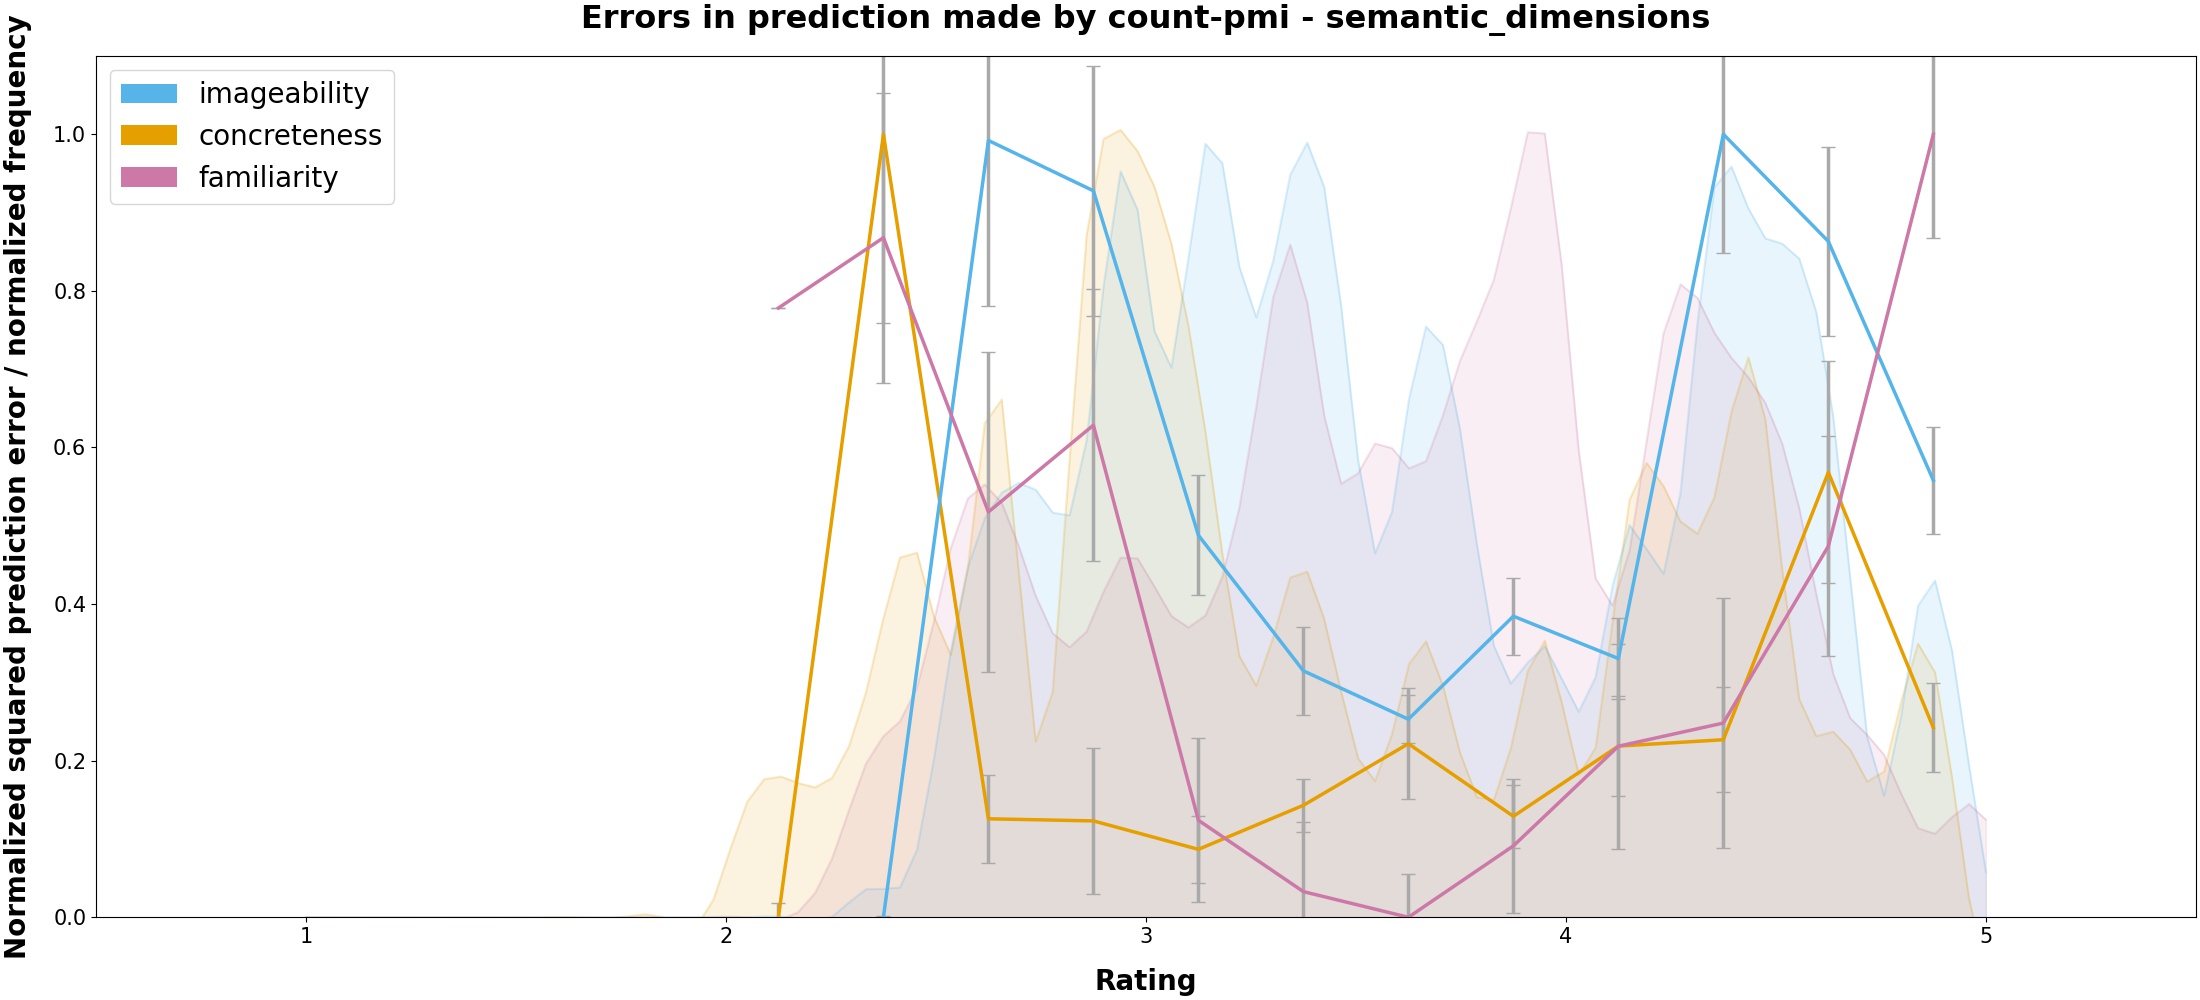 Errors in prediction made by count-pmi - semantic_dimensions
Normalized squared prediction error / normalized frequency
imageability
concreteness
familiarity
1.0
0.8
0.6
0.4
0.2
0.0
1 2 3 4 5
Rating